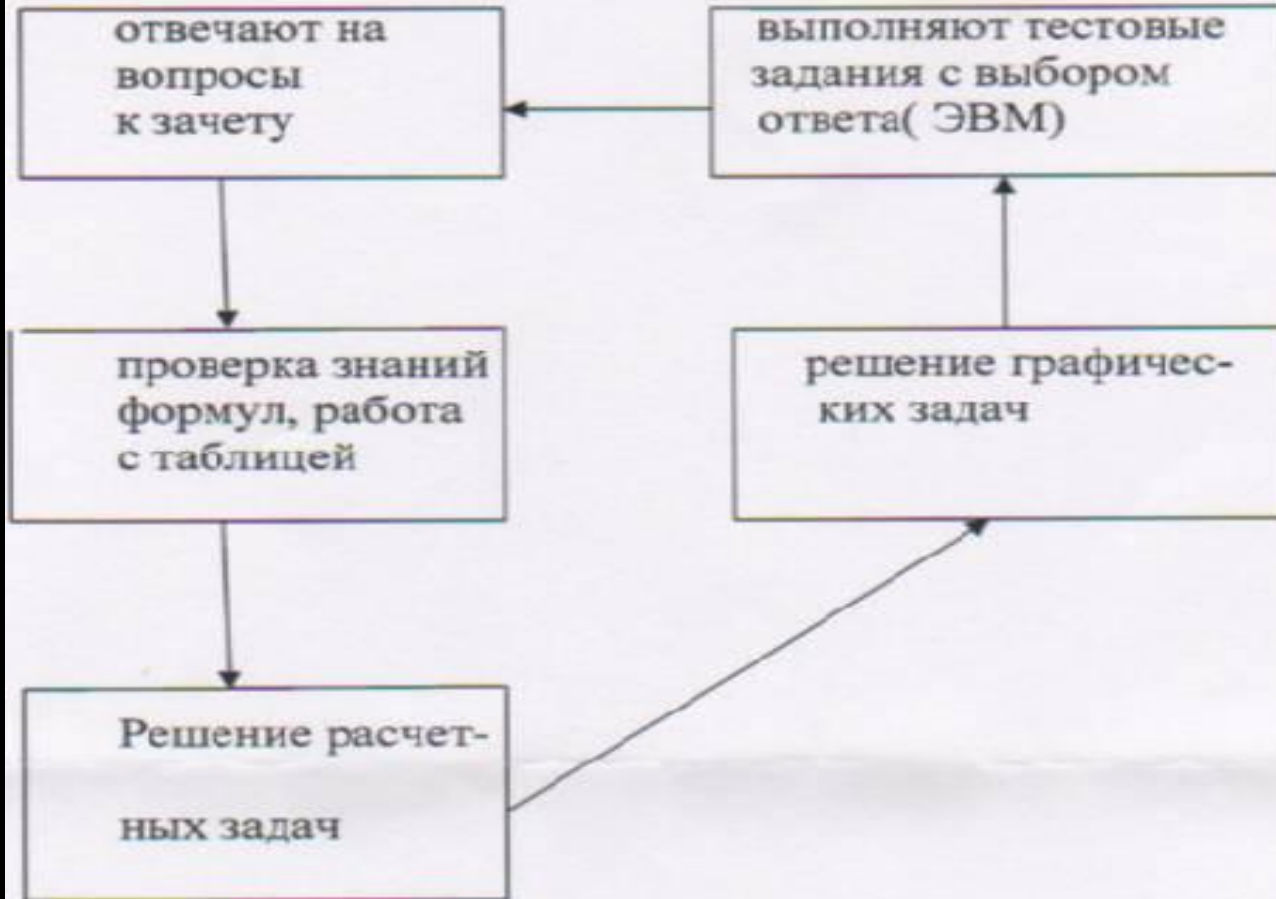 отвечают на
вопросы
к зачету
выполняют тестовые
задания с выбором
ответа( ЭВМ)
проверка знаний
формул, работа
с таблицей
решение графичес-
ких задач
Решение расчет-
ных задач